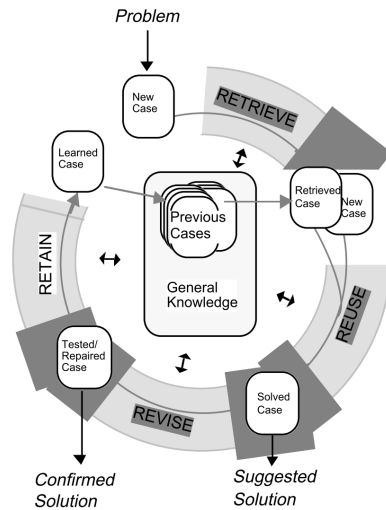 Problem
New
Case
RETRIEVE
Learned
Case
Retrieved
Case
New
Case
Previous
Cases
General
Knowledge
RETAIN
REUSE
Tested/
Repaired
Case
REVISE
Solved
Case
Confirmed
Solution
Suggested
Solution